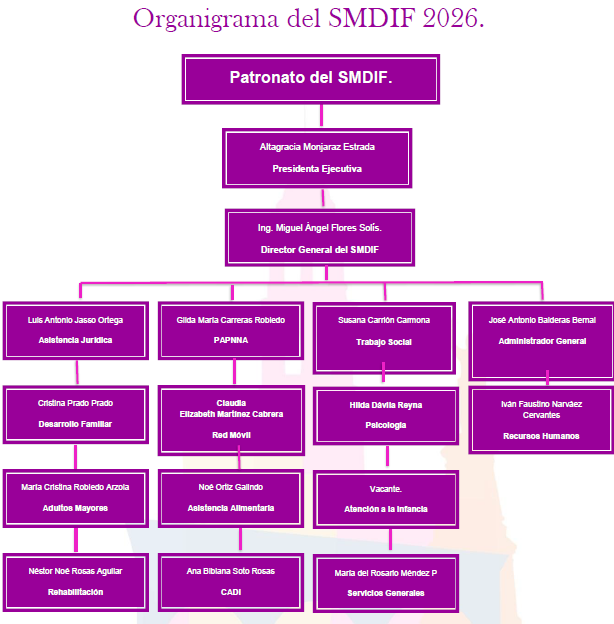 Organigrama del SMDIF 2026.
Patronato del SMDIF.
Altagracia Monjaraz Estrada
Presidenta Ejecutiva
Ing. Miguel Ángel Flores Solís.
Director General del SMDIF
Luis Antonio Jasso Ortega
Asistencia Jurídica
Gilda María Carreras Robledo
PAPNNA
Susana Carrión Carmona
Trabajo Social
José Antonio Balderas Bernal
Administrador General
Cristina Prado Prado
Desarrollo Familiar
Claudia
Elizabeth Martínez Cabrera
Red Móvil
Hilda Dávila Reyna
Psicología
Iván Faustino Narváez
Cervantes
Recursos Humanos
María Cristina Robledo Arzola
Adultos Mayores
Noé Ortiz Galindo
Asistencia Alimentaria
Vacante.
Atención a la Infancia
Néstor Noé Rosas Aguilar
Rehabilitación
Ana Bibiana Soto Rosas
CADI
María del Rosario Méndez P
Servicios Generales